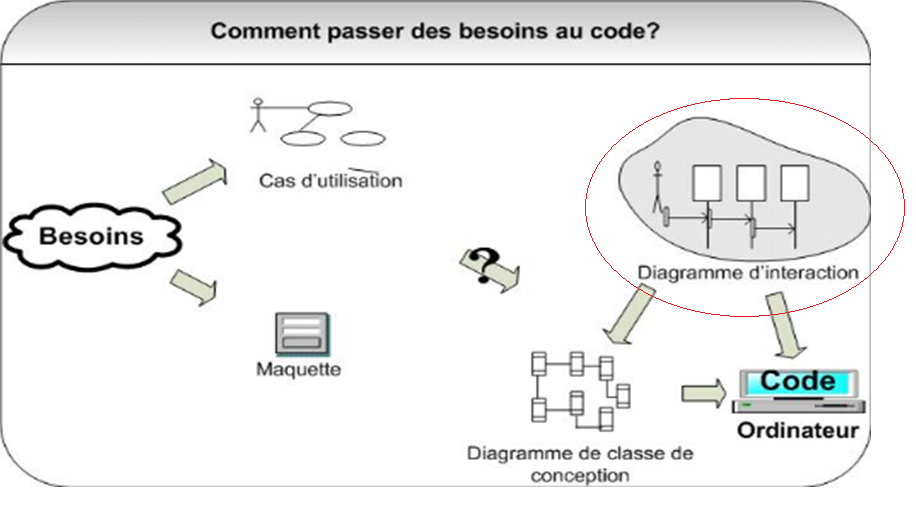 Comment passer des besoins au code?
Cas d'utilisation
Besoins
?
Diagramme d'interaction
Maquette
Code
Ordinateur
Diagramme de classe de
conception